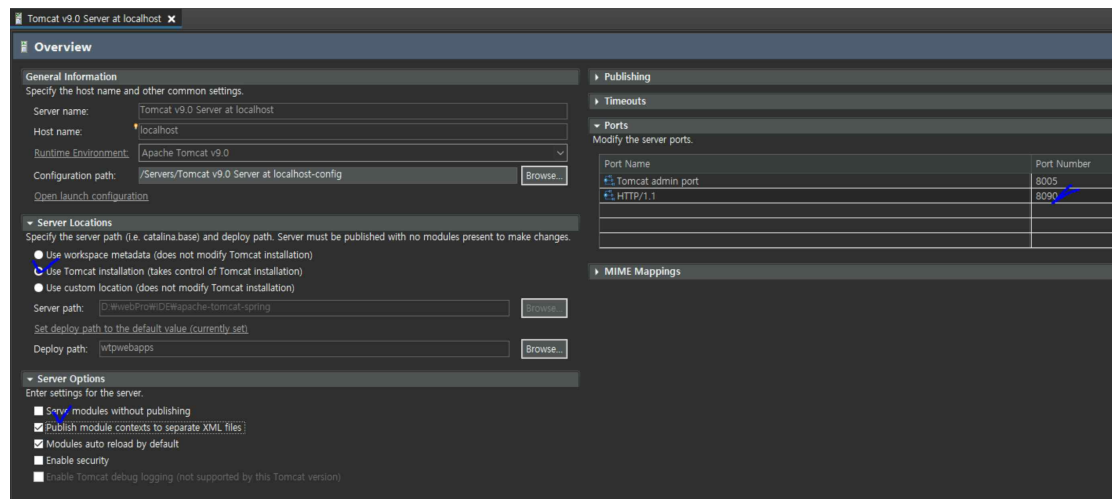 Tomcat v9.0 Server at localhost
Overview
General Information
Specify the host name and other common settings.
Server name: Tomcat v9.0 Server at localhost
Host name: localhost
Runtime Environment: Apache Tomcat v9.0
Configuration path: /Servers/Tomcat v9.0 Server at localhost-config Browse...
Open launch configuration
Server Locations
Specify the server path (i.e. catalina.base) and deploy path. Server must be published with no modules present to make changes.
Use workspace metadata (does not modify Tomcat installation)
Use Tomcat installation (takes control of Tomcat installation)
Use custom location (does not modify Tomcat installation)
Server path: D:₩webPro₩IDE₩apache-tomcat-spring Browse...
Set deploy path to the default value (currently set)
Deploy path: wtpwebapps Browse...
Server Options
Enter settings for the server.
Serve modules without publishing
Publish module contexts to separate XML files
Modules auto reload by default
Enable security
Enable Tomcat debug logging (not supported by this Tomcat version)
Publishing
Timeouts
Ports
Modify the server ports.
Port Name Port Number
Tomcat admin port 8005
HTTP/1.1 8090
MIME Mappings